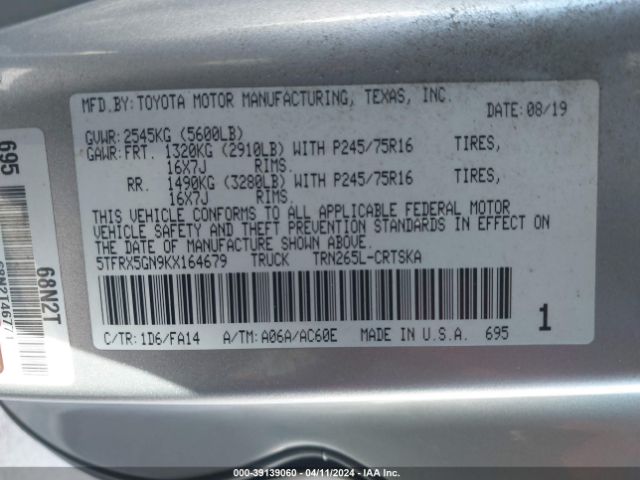 MFD.BY:TOYOTA MOTOR MANUFACTURING, TEXAS, INC.
DATE:08/19
GVWR:2545KG (5600LB)
GAWR:FRT. 1320KG (2910LB) WITH P245/75R16 TIRES,
16X7J RIMS.
RR. 1490KG (3280LB) WITH P245/75R16 TIRES,
16X7J RIMS.
THIS VEHICLE CONFORMS TO ALL APPLICABLE FEDERAL MOTOR
VEHICLE SAFETY AND THEFT PREVENTION STANDARDS IN EFFECT ON
THE DATE OF MANUFACTURE SHOWN ABOVE.
5TFRX5GN9KX164679 TRUCK TRN265L-CRTSKA
C/TR:1D6/FA14 A/TM:A06A/AC60E MADE IN U.S.A. 695
1
695
68N2T
000-39139060 - 04/11/2024 - IAA Inc.